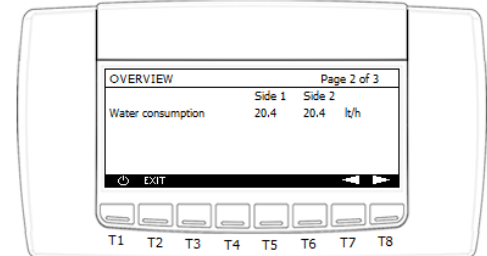 OVERVIEW Page 2 of 3
Side 1 Side 2
Water consumption 20.4 20.4 lt/h
EXIT
T1 T2 T3 T4 T5 T6 T7 T8